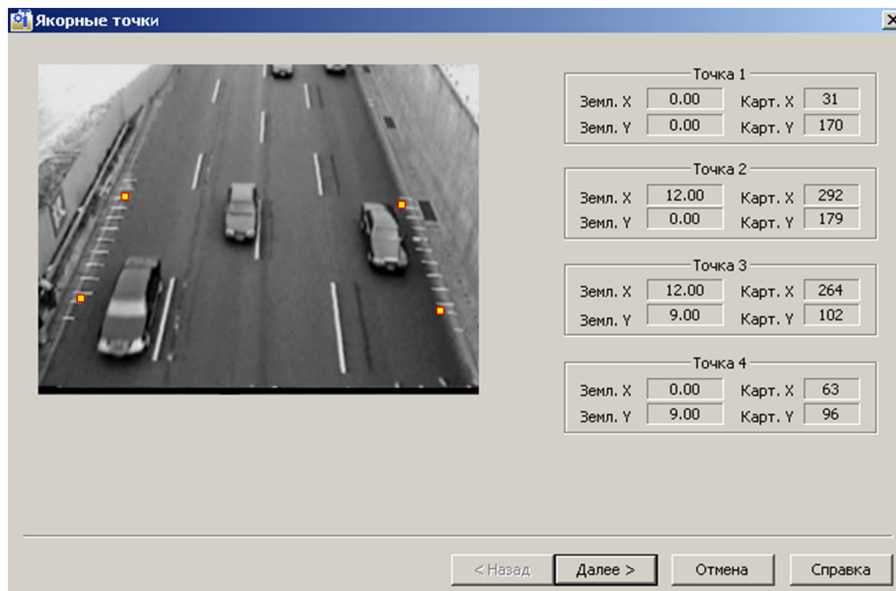 Якорные точки
Точка 1
Земл. X 0.00 Карт. X 31
Земл. Y 0.00 Карт. Y 170
Точка 2
Земл. X 12.00 Карт. X 292
Земл. Y 0.00 Карт. Y 179
Точка 3
Земл. X 12.00 Карт. X 264
Земл. Y 9.00 Карт. Y 102
Точка 4
Земл. X 0.00 Карт. X 63
Земл. Y 9.00 Карт. Y 96
< Назад Далее > Отмена Справка